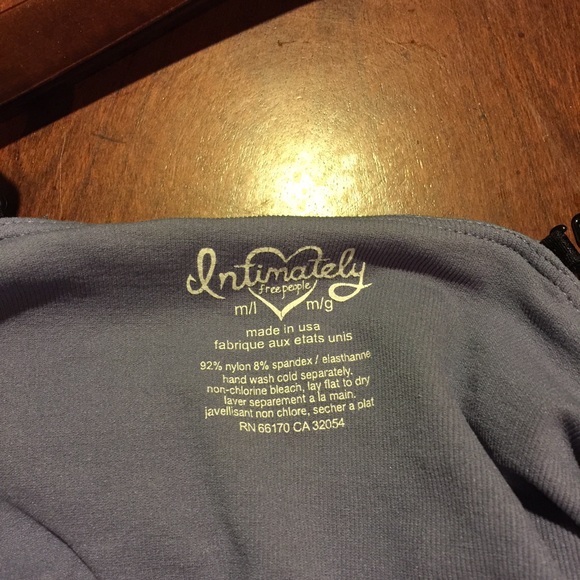 Intimately
free people
m/l m/g
made in usa
fabrique aux etats unis
92% nylon 8% spandex / elasthanne
hand wash cold separately.
non-chlorine bleach, lay flat to dry
laver separement a la main.
javellisant non chlore, secher a plat
RN 66170 CA 32054